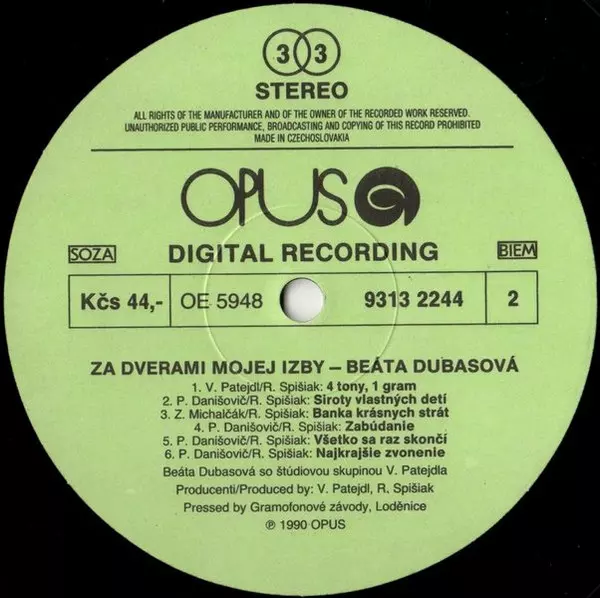 33
STEREO
ALL RIGHTS OF THE MANUFACTURER AND OF THE OWNER OF THE RECORDED WORK RESERVED.
UNAUTHORIZED PUBLIC PERFORMANCE, BROADCASTING AND COPYING OF THIS RECORD PROHIBITED
MADE IN CZECHOSLOVAKIA
OPUS
SOZA DIGITAL RECORDING BIEM
Kčs 44,- OE 5948 9313 2244 2
ZA DVERAMI MOJEJ IZBY – BEÁTA DUBASOVÁ
1. V. Patejdl/R. Spišiak: 4 tony, 1 gram
2. P. Danišovič/R. Spišiak: Siroty vlastných detí
3. Z. Michalčák/R. Spišiak: Banka krásnych strát
4. P. Danišovič/R. Spišiak: Zabúdanie
5. P. Danišovič/R. Spišiak: Všetko sa raz skončí
6. P. Danišovič/R. Spišiak: Najkrajšie zvonenie
Beáta Dubasová so štúdiovou skupinou V. Patejdla
Producenti/Produced by: V. Patejdl, R. Spišiak
Pressed by Gramofonové závody, Loděnice
℗ 1990 OPUS